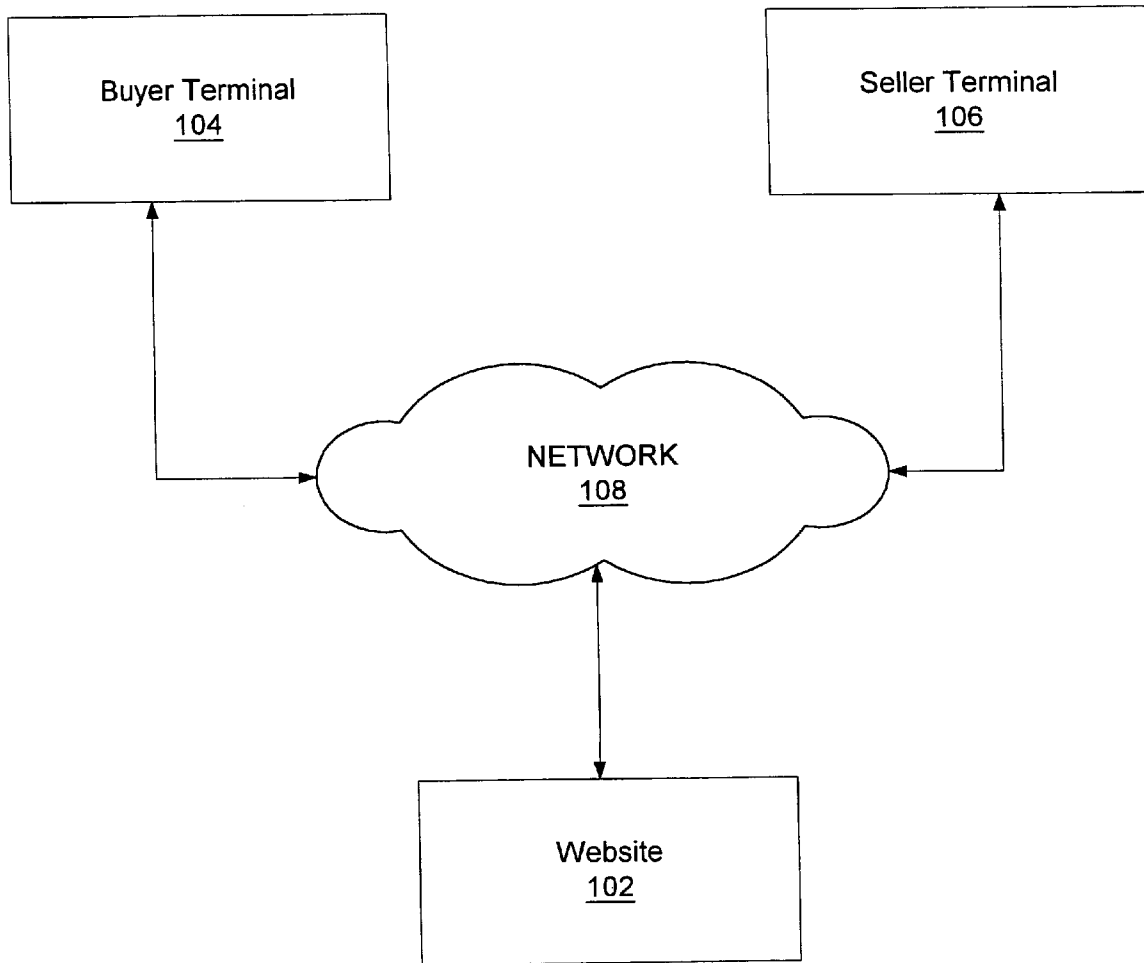 Buyer Terminal
104
Seller Terminal
106
NETWORK
108
Website
102